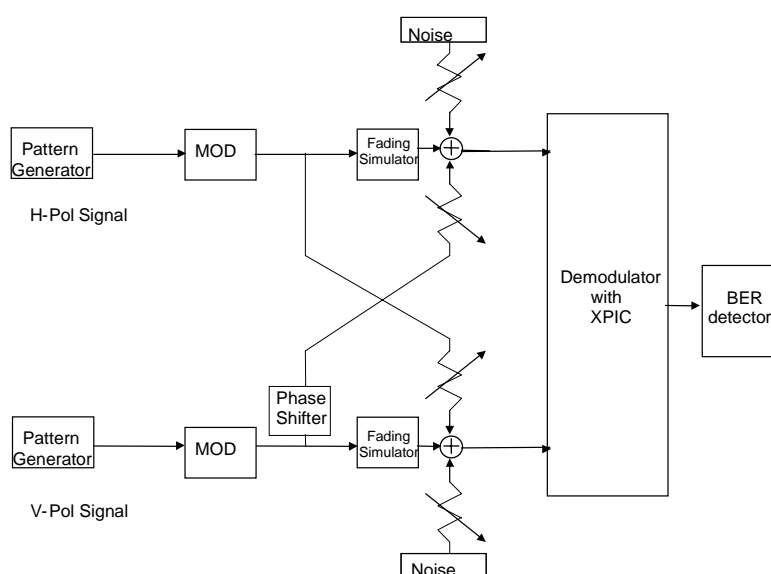 Noise
Pattern
Generator
MOD
Fading
Simulator
H-Pol Signal
Demodulator
with
XPIC
BER
detector
Phase
Shifter
Pattern
Generator
MOD
Fading
Simulator
V-Pol Signal
Noise